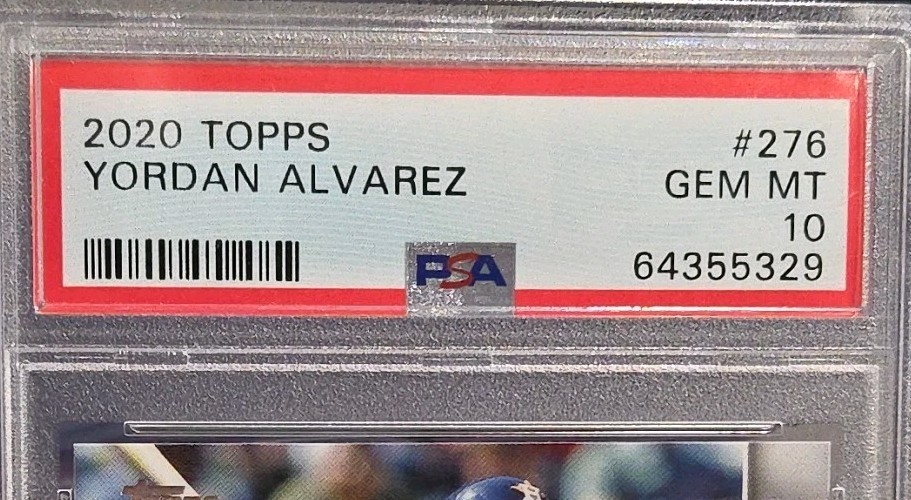 2020 TOPPS
YORDAN ALVAREZ
#276
GEM MT
10
64355329
PSA